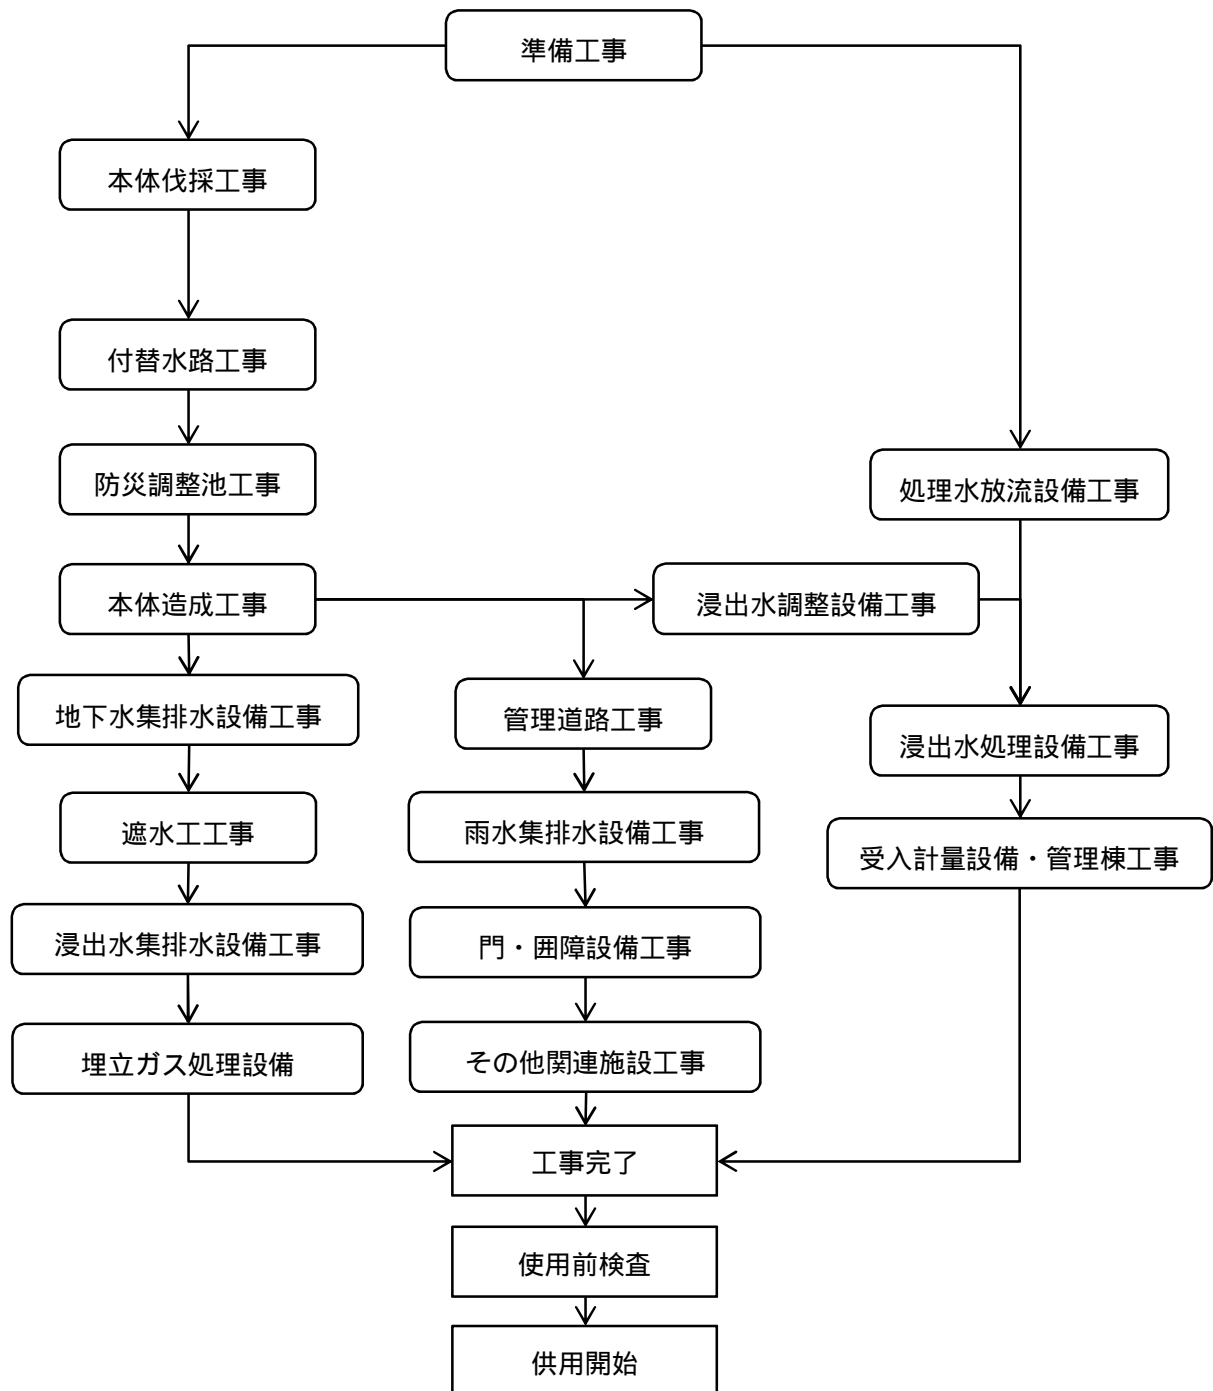 準備工事
本体伐採工事
付替水路工事
防災調整池工事
処理水放流設備工事
本体造成工事
浸出水調整設備工事
地下水集排水設備工事
管理道路工事
浸出水処理設備工事
遮水工工事
雨水集排水設備工事
受入計量設備・管理棟工事
浸出水集排水設備工事
門・囲障設備工事
埋立ガス処理設備
その他関連施設工事
工事完了
使用前検査
供用開始